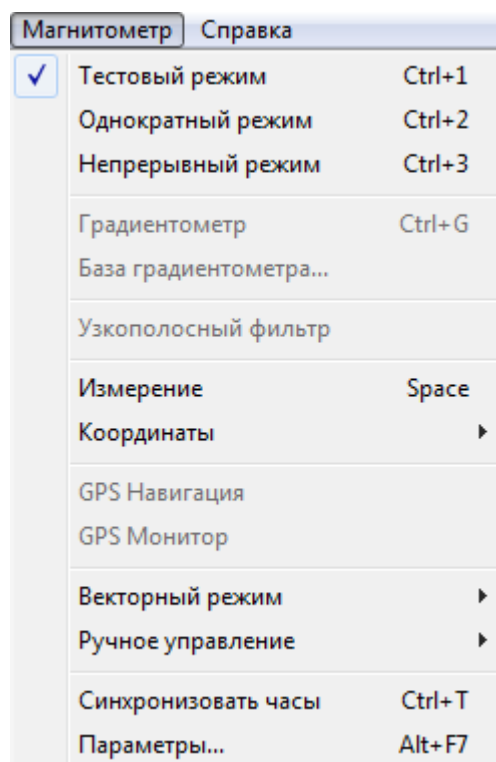 Магнитометр Справка
Тестовый режим Ctrl+1
Однократный режим Ctrl+2
Непрерывный режим Ctrl+3
Градиентометр Ctrl+G
База градиентометра...
Узкополосный фильтр
Измерение Space
Координаты
GPS Навигация
GPS Монитор
Векторный режим
Ручное управление
Синхронизовать часы Ctrl+T
Параметры... Alt+F7